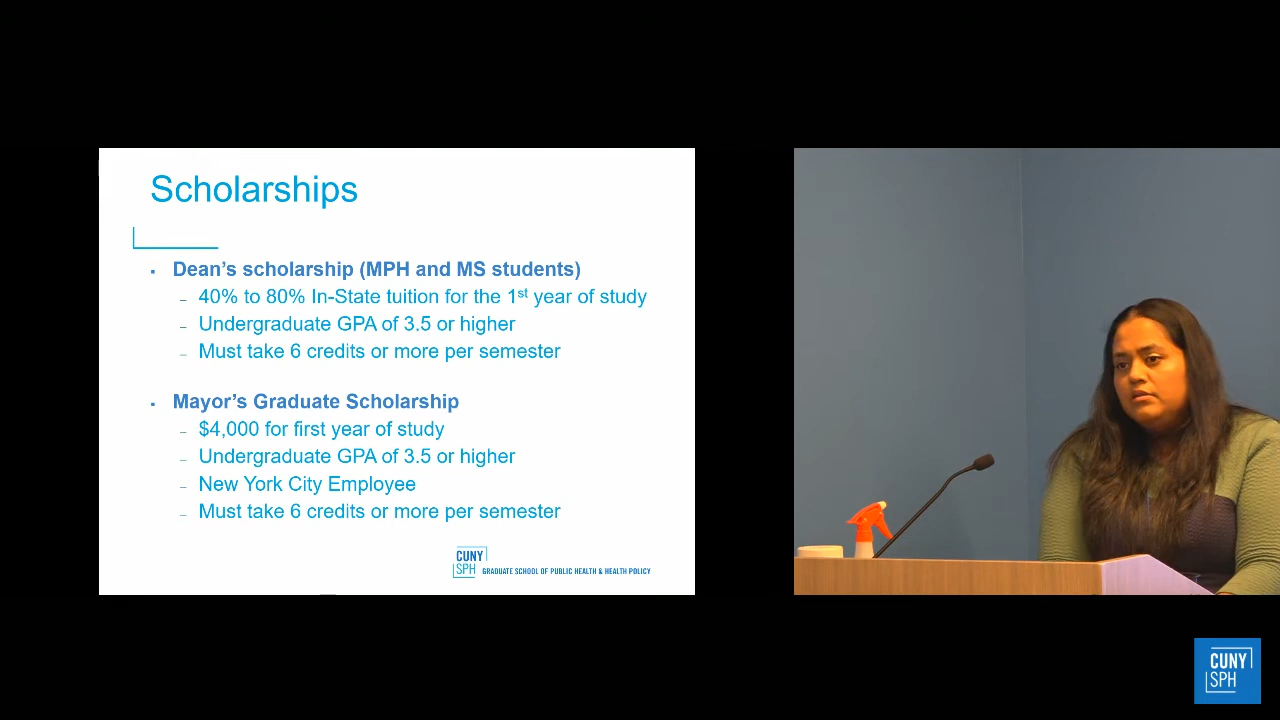 Scholarships
▪ Dean’s scholarship (MPH and MS students)
– 40% to 80% In-State tuition for the 1st year of study
– Undergraduate GPA of 3.5 or higher
– Must take 6 credits or more per semester
▪ Mayor’s Graduate Scholarship
– $4,000 for first year of study
– Undergraduate GPA of 3.5 or higher
– New York City Employee
– Must take 6 credits or more per semester
CUNY
SPH GRADUATE SCHOOL OF PUBLIC HEALTH & HEALTH POLICY
CUNY
SPH